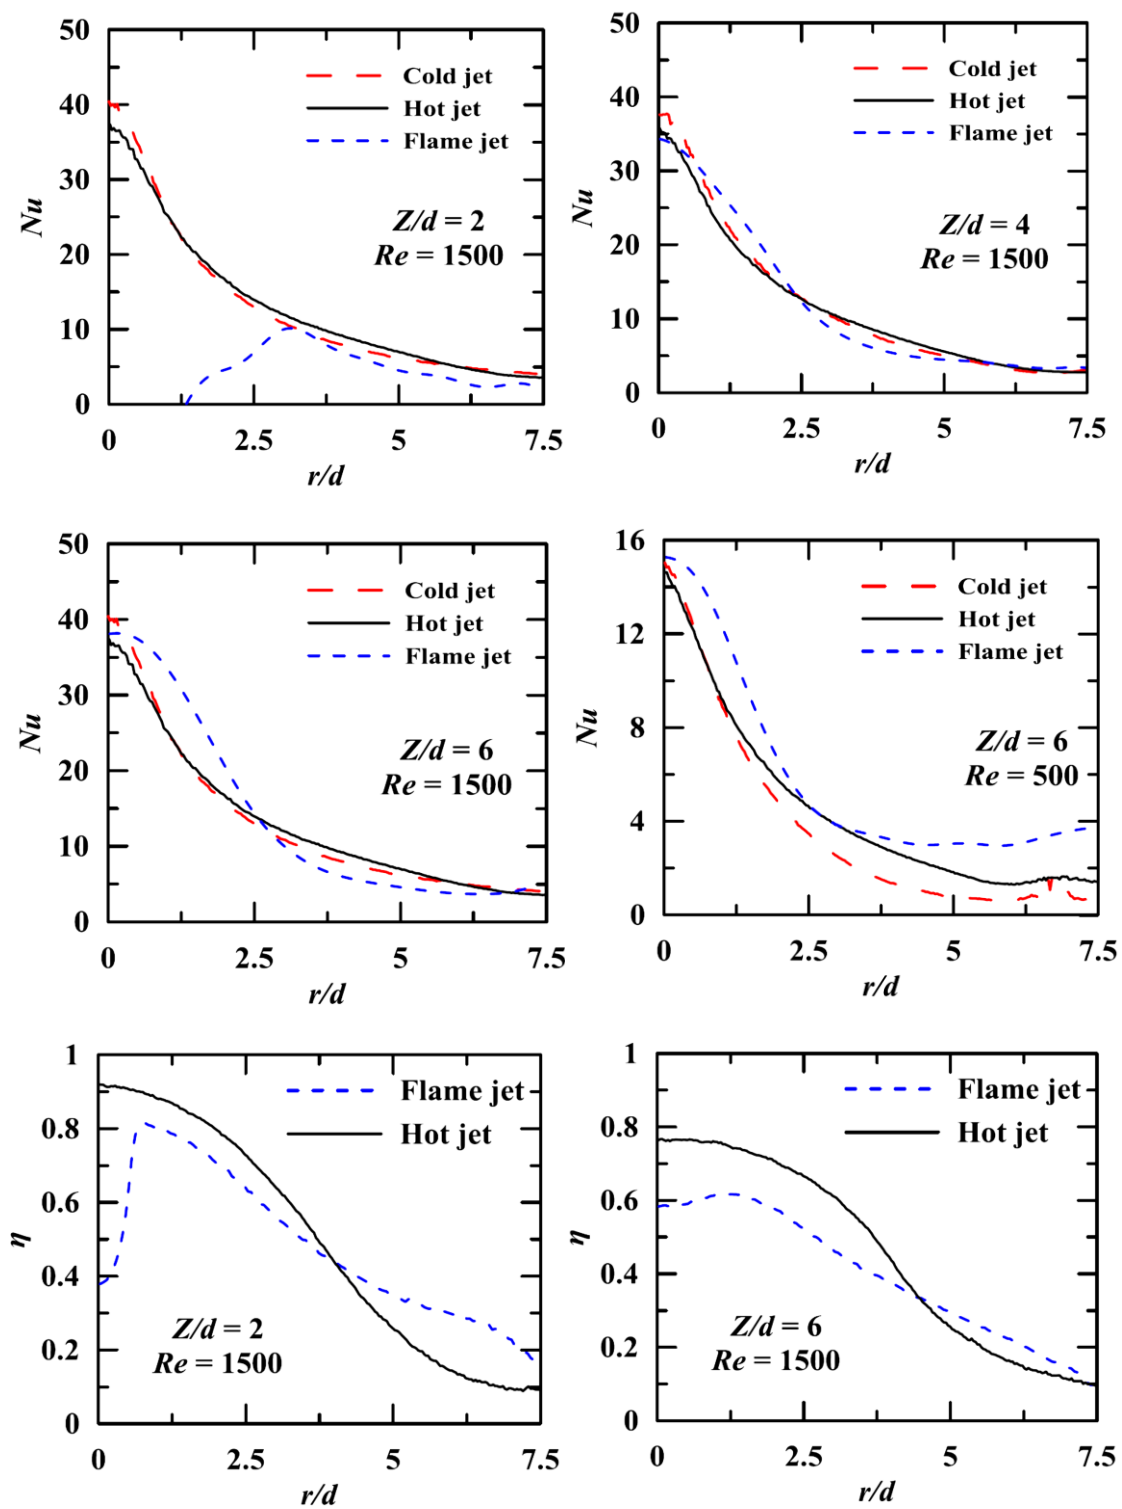 50
40
30
20
10
0
Nu
Cold jet
Hot jet
Flame jet
Z/d = 2
Re = 1500
0 2.5 5 7.5
r/d
50
40
30
20
10
0
Nu
Cold jet
Hot jet
Flame jet
Z/d = 4
Re = 1500
0 2.5 5 7.5
r/d
50
40
30
20
10
0
Nu
Cold jet
Hot jet
Flame jet
Z/d = 6
Re = 1500
0 2.5 5 7.5
r/d
16
12
8
4
0
Nu
Cold jet
Hot jet
Flame jet
Z/d = 6
Re = 500
0 2.5 5 7.5
r/d
1
0.8
0.6
0.4
0.2
0
η
Flame jet
Hot jet
Z/d = 2
Re = 1500
0 2.5 5 7.5
r/d
1
0.8
0.6
0.4
0.2
0
η
Flame jet
Hot jet
Z/d = 6
Re = 1500
0 2.5 5 7.5
r/d